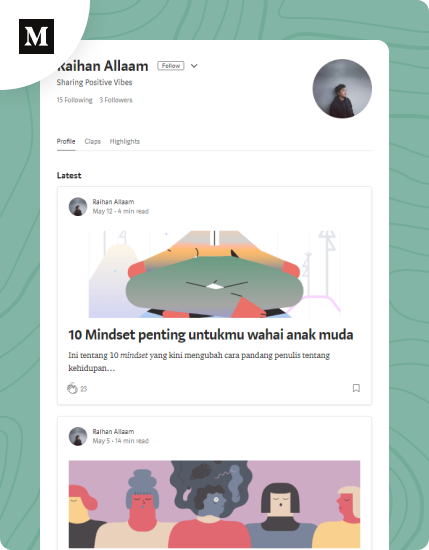 M
Raihan Allaam Follow
Sharing Positive Vibes
15 Following 3 Followers
Profile Claps Highlights
Latest
Raihan Allaam
May 12 · 4 min read
10 Mindset penting untukmu wahai anak muda
Ini tentang 10 mindset yang kini mengubah cara pandang penulis tentang
kehidupan…
23
Raihan Allaam
May 5 · 14 min read